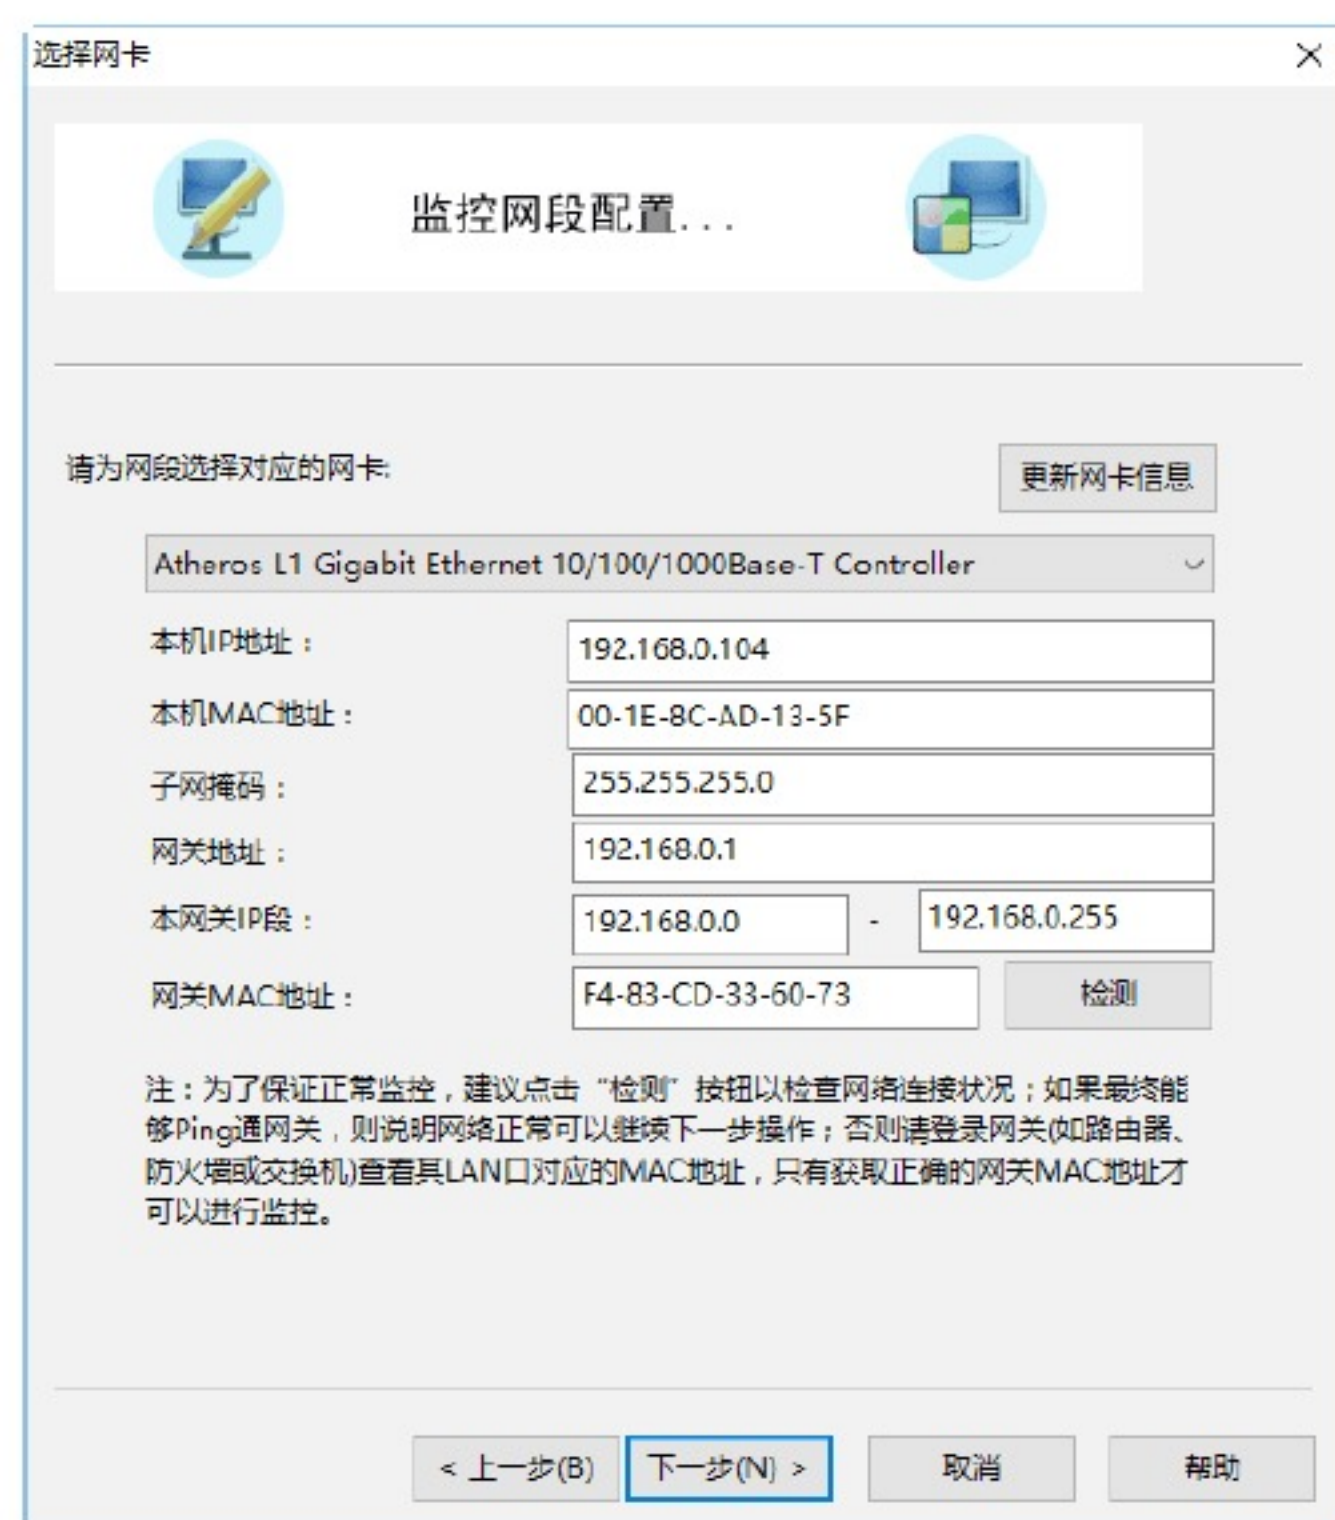 选择网卡
监控网段配置...
请为网段选择对应的网卡:
更新网卡信息
Atheros L1 Gigabit Ethernet 10/100/1000Base-T Controller
本机IP地址：
192.168.0.104
本机MAC地址：
00-1E-8C-AD-13-5F
子网掩码：
255.255.255.0
网关地址：
192.168.0.1
本网关IP段：
192.168.0.0 - 192.168.0.255
网关MAC地址：
F4-83-CD-33-60-73
检测
注：为了保证正常监控，建议点击“检测”按钮以检查网络连接状况；如果最终能
够Ping通网关，则说明网络正常可以继续下一步操作；否则请登录网关(如路由器、
防火墙或交换机)查看其LAN口对应的MAC地址，只有获取正确的网关MAC地址才
可以进行监控。
< 上一步(B)
下一步(N) >
取消
帮助